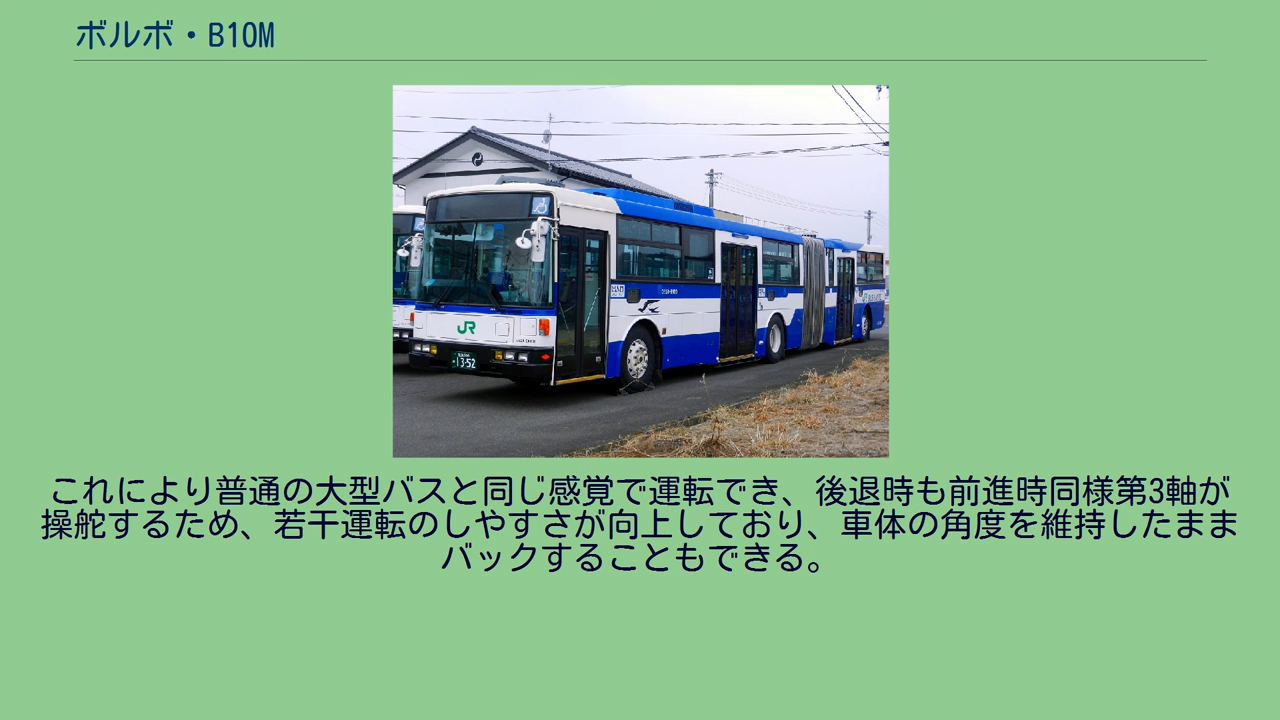 ボルボ・B10M
JR
13-52
これにより普通の大型バスと同じ感覚で運転でき、後退時も前進時同様第3軸が
操舵するため、若干運転のしやすさが向上しており、車体の角度を維持したまま
バックすることもできる。